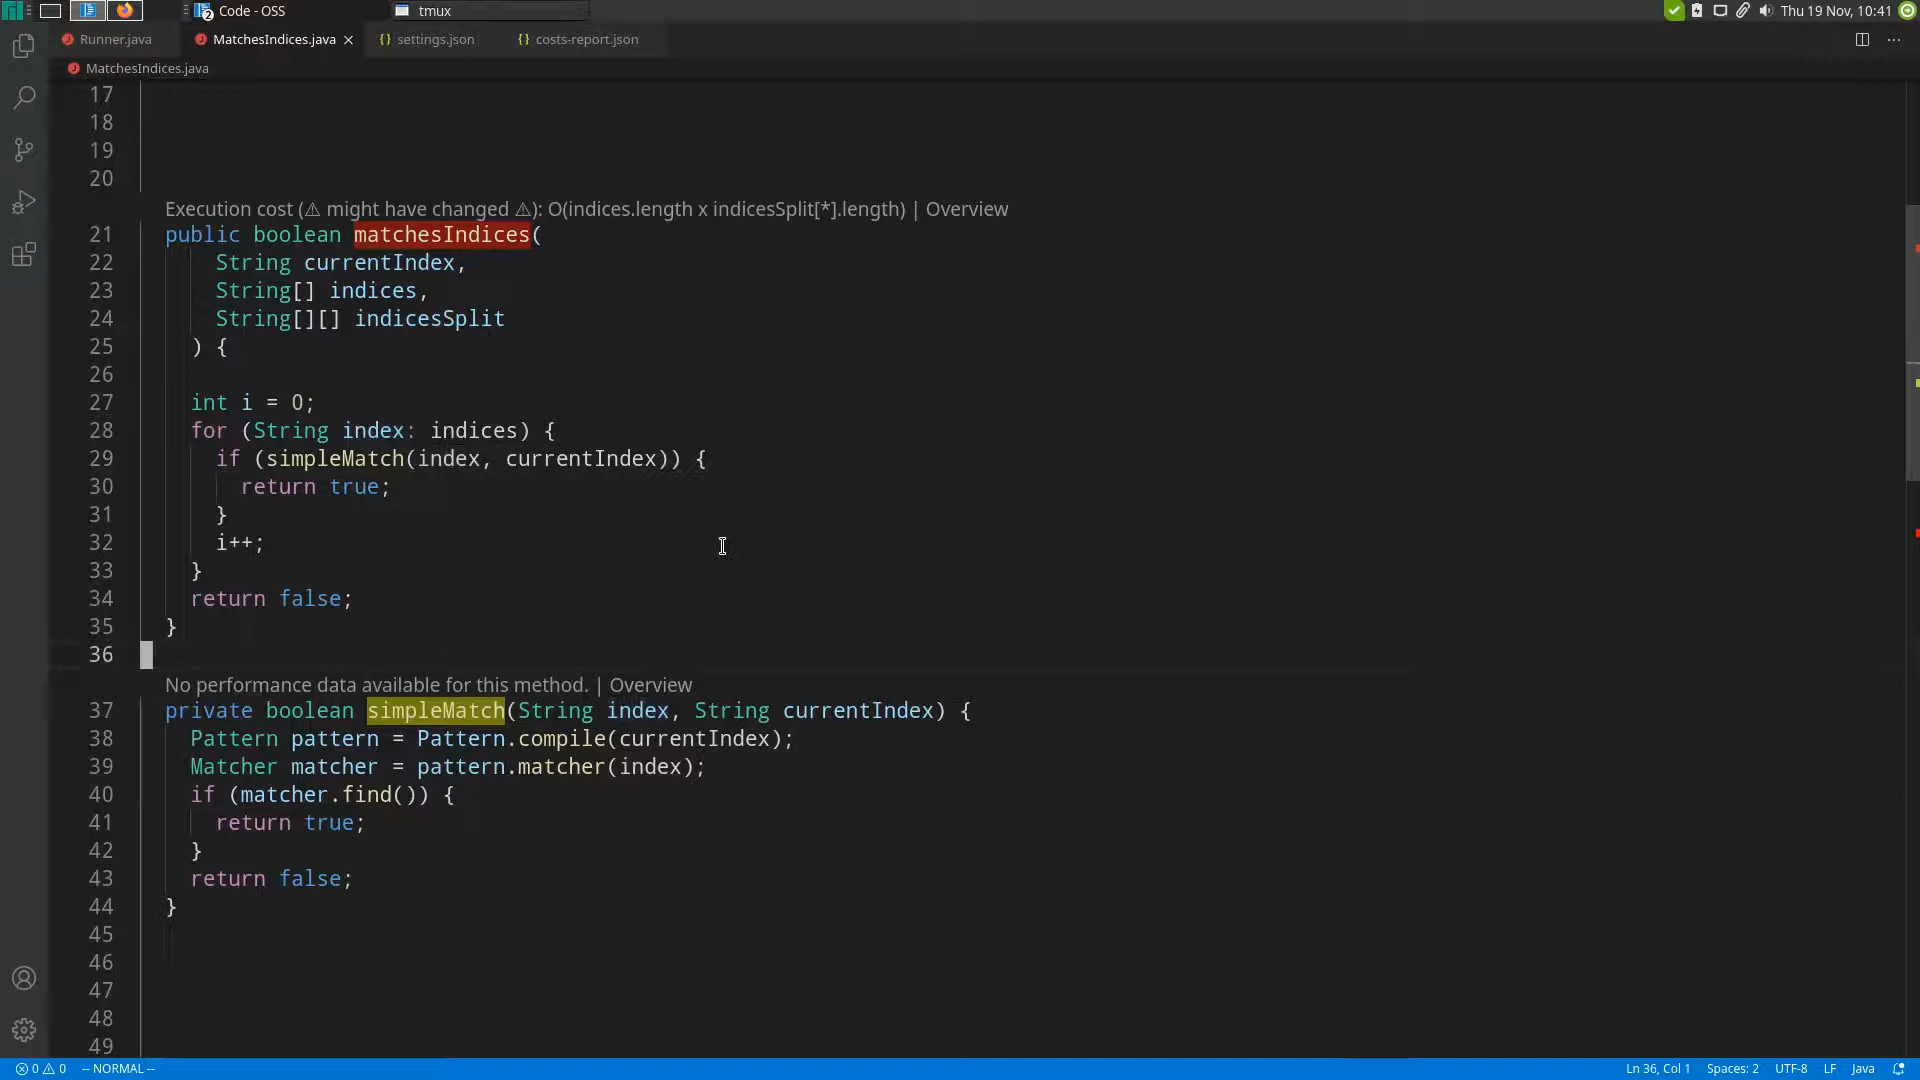 Code - OSS
tmux
Thu 19 Nov, 10:41
Runner.java
MatchesIndices.java
{} settings.json
{} costs-report.json
MatchesIndices.java
17
18
19
20
Execution cost (⚠ might have changed ⚠): O(indices.length x indicesSplit[*].length) | Overview
21 public boolean matchesIndices(
22 String currentIndex,
23 String[] indices,
24 String[][] indicesSplit
25 ) {
26
27 int i = 0;
28 for (String index: indices) {
29 if (simpleMatch(index, currentIndex)) {
30 return true;
31 }
32 i++;
33 }
34 return false;
35 }
36
No performance data available for this method. | Overview
37 private boolean simpleMatch(String index, String currentIndex) {
38 Pattern pattern = Pattern.compile(currentIndex);
39 Matcher matcher = pattern.matcher(index);
40 if (matcher.find()) {
41 return true;
42 }
43 return false;
44 }
45
46
47
48
49
0 0 -- NORMAL --
Ln 36, Col 1 Spaces: 2 UTF-8 LF Java